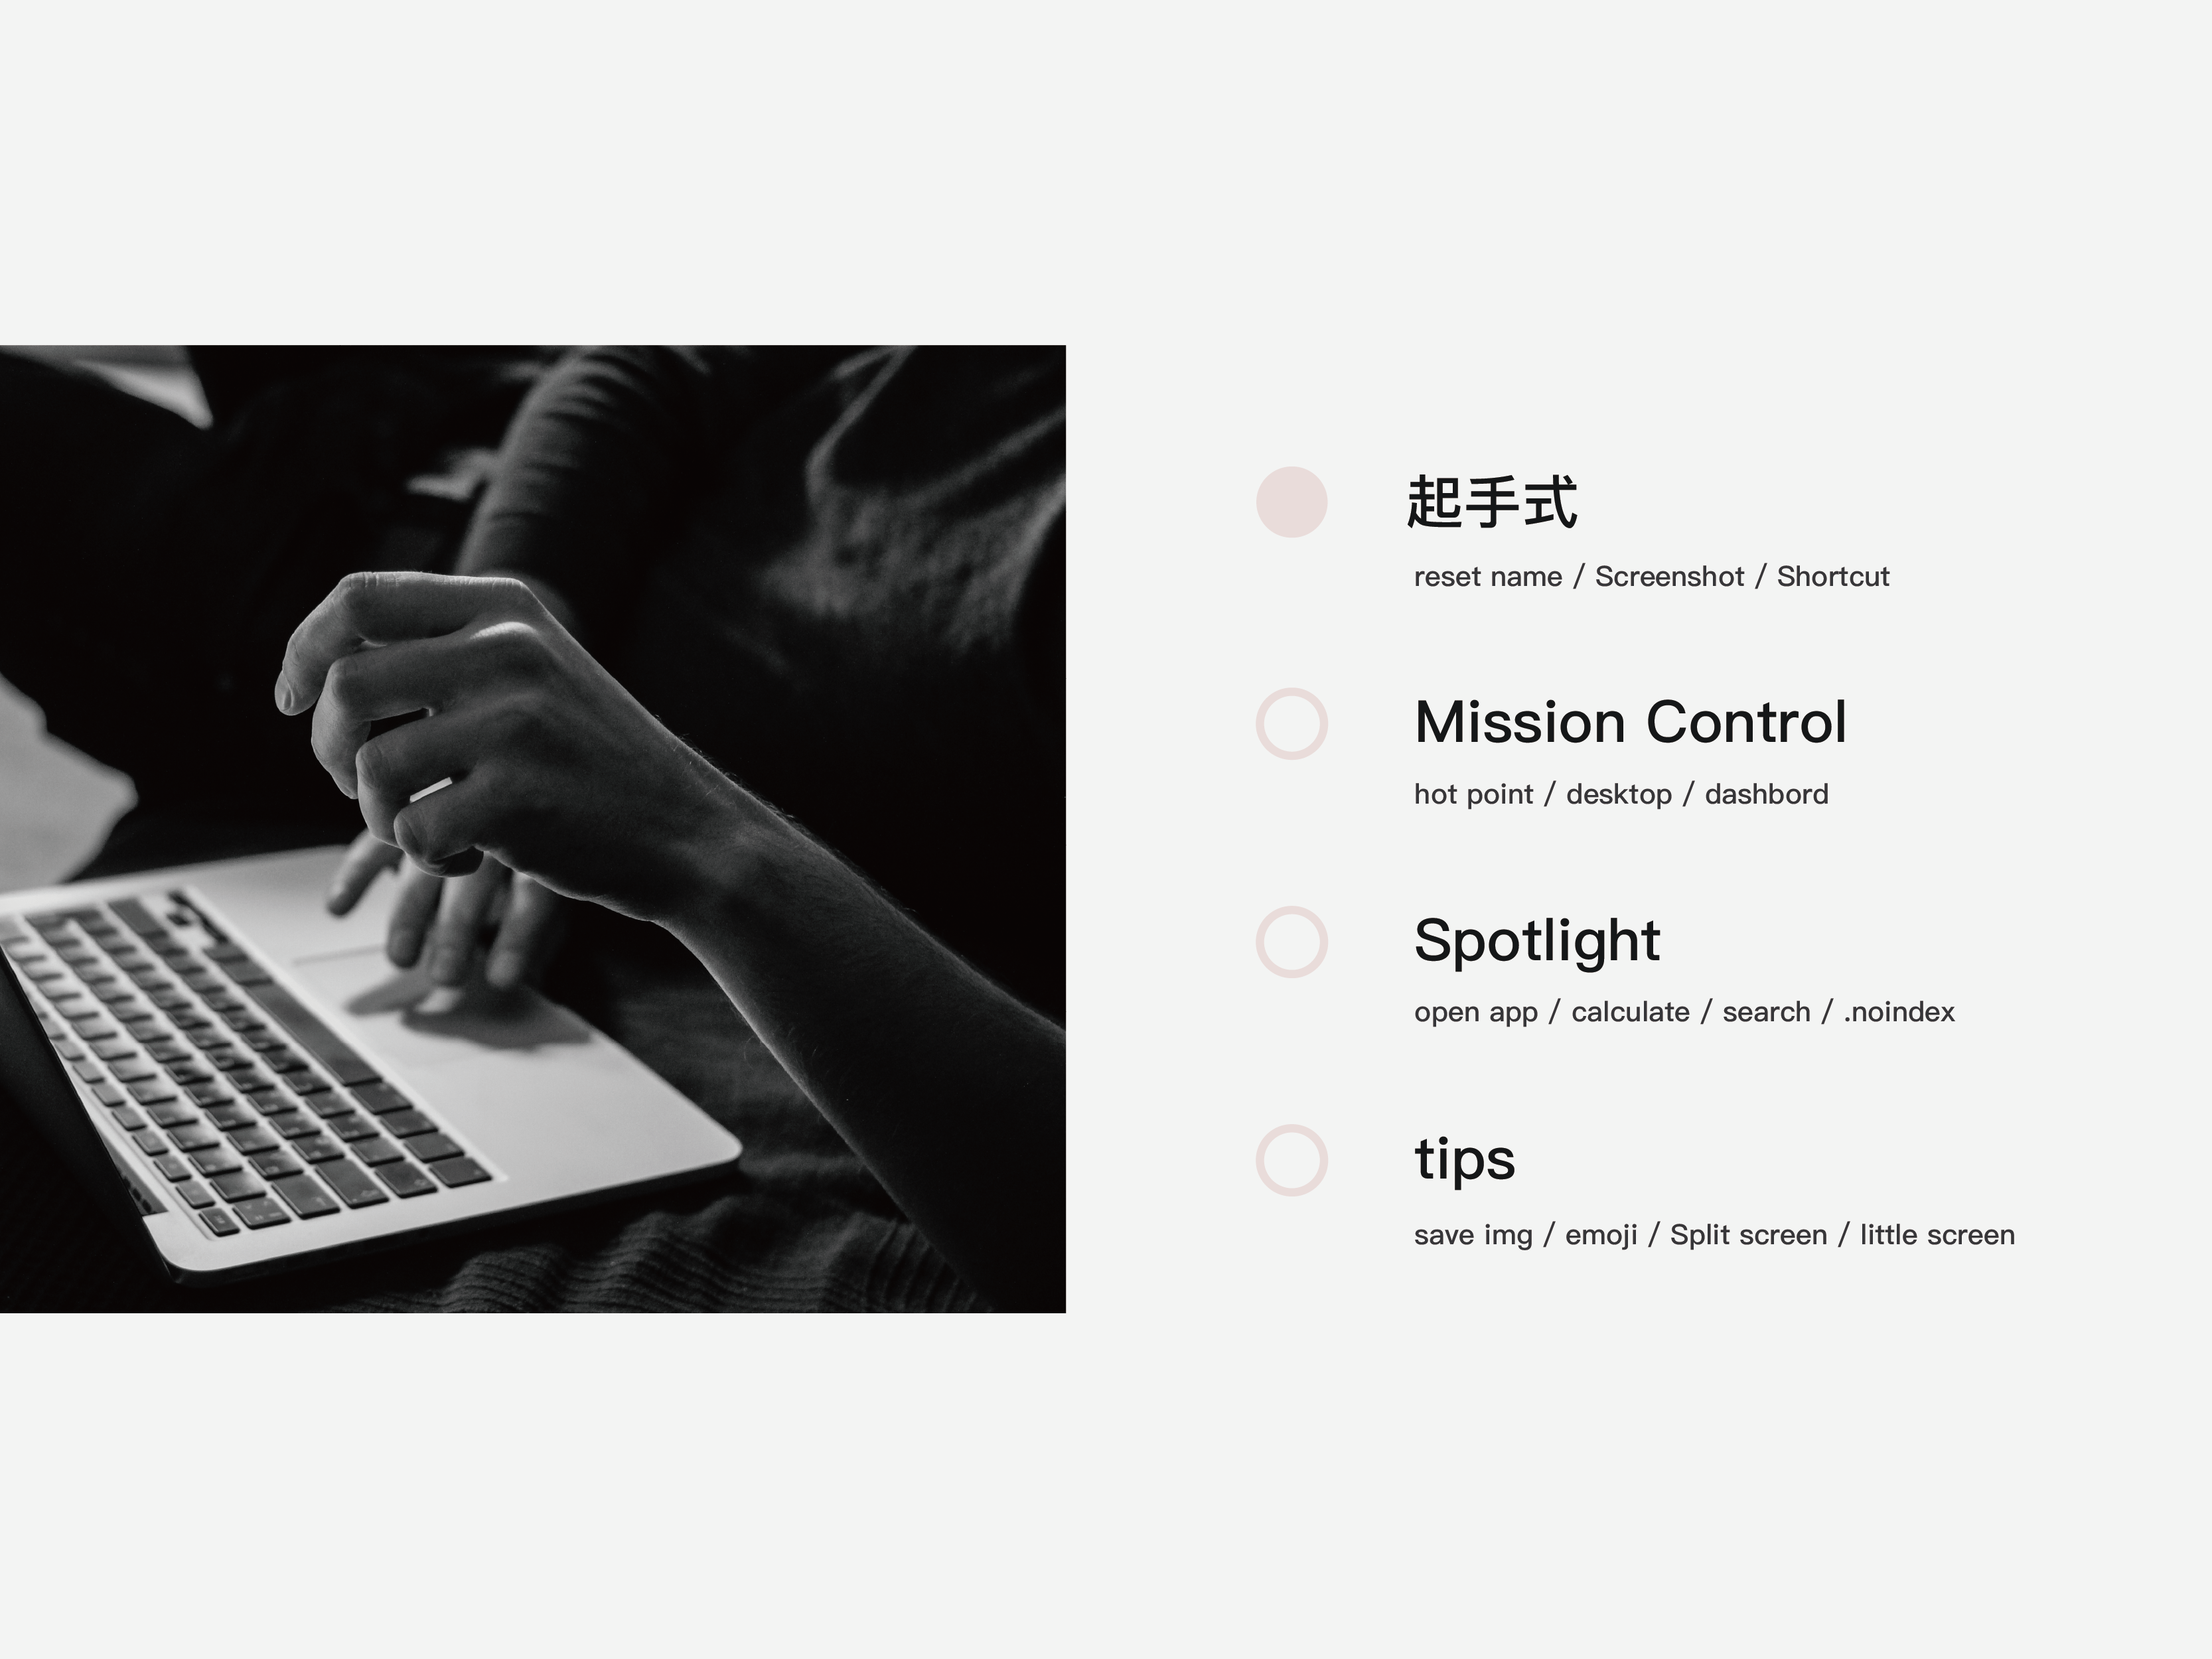 起手式
reset name / Screenshot / Shortcut
Mission Control
hot point / desktop / dashbord
Spotlight
open app / calculate / search / .noindex
tips
save img / emoji / Split screen / little screen